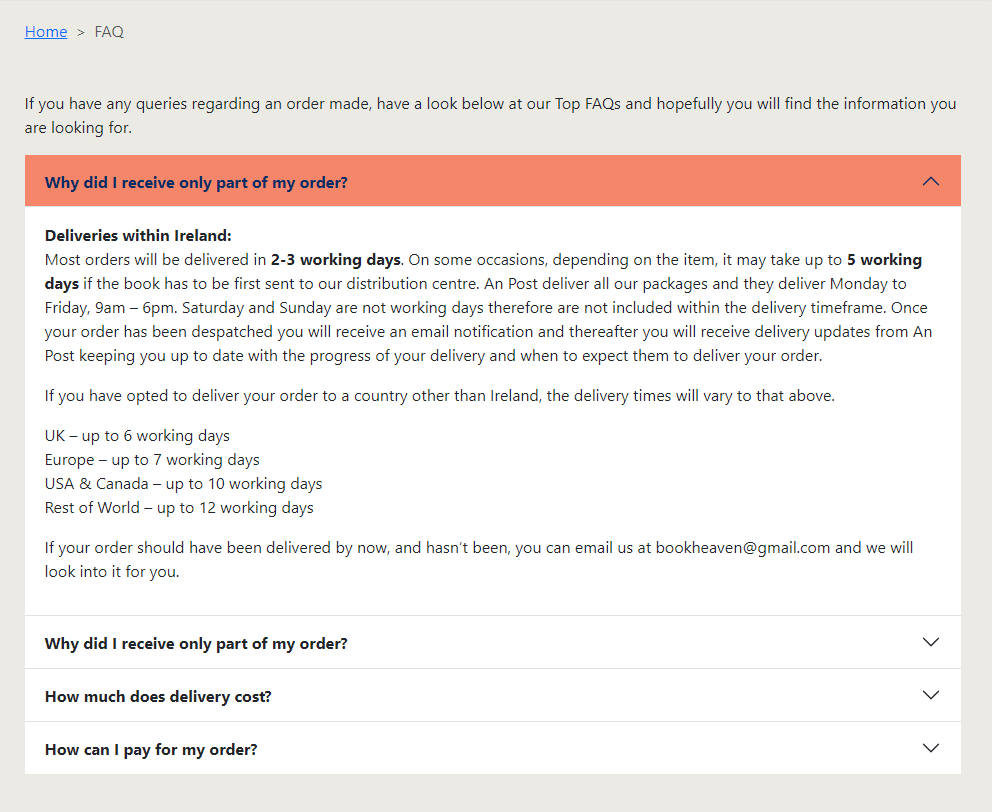 Home > FAQ
If you have any queries regarding an order made, have a look below at our Top FAQs and hopefully you will find the information you
are looking for.
Why did I receive only part of my order?
Deliveries within Ireland:
Most orders will be delivered in 2-3 working days. On some occasions, depending on the item, it may take up to 5 working
days if the book has to be first sent to our distribution centre. An Post deliver all our packages and they deliver Monday to
Friday, 9am – 6pm. Saturday and Sunday are not working days therefore are not included within the delivery timeframe. Once
your order has been despatched you will receive an email notification and thereafter you will receive delivery updates from An
Post keeping you up to date with the progress of your delivery and when to expect them to deliver your order.
If you have opted to deliver your order to a country other than Ireland, the delivery times will vary to that above.
UK – up to 6 working days
Europe – up to 7 working days
USA & Canada – up to 10 working days
Rest of World – up to 12 working days
If your order should have been delivered by now, and hasn’t been, you can email us at bookheaven@gmail.com and we will
look into it for you.
Why did I receive only part of my order?
How much does delivery cost?
How can I pay for my order?